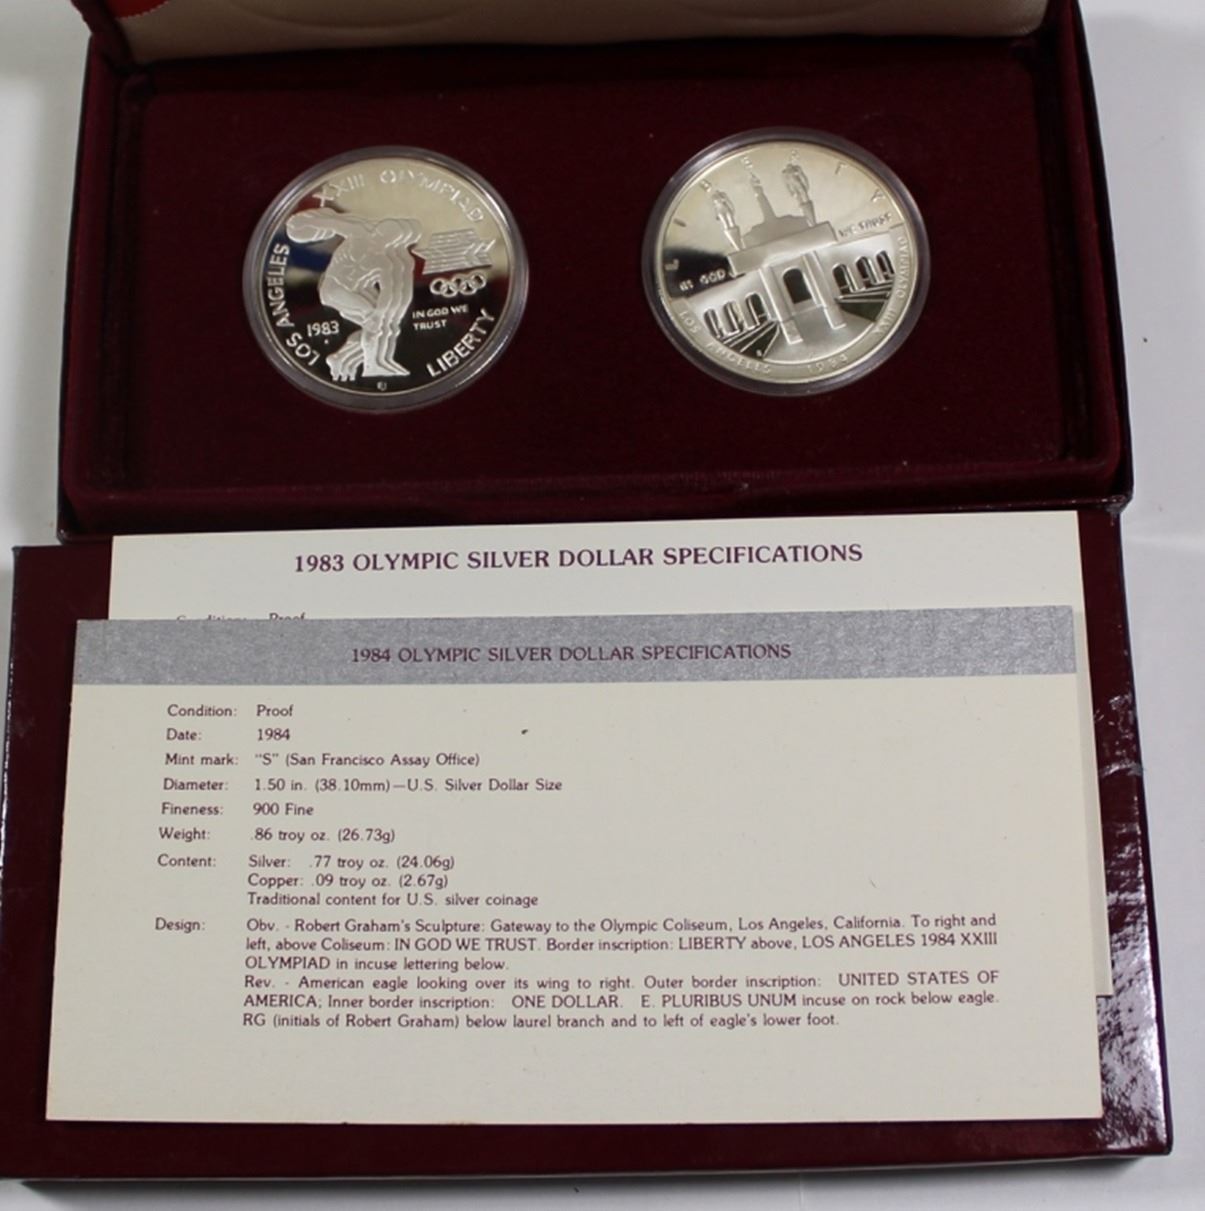 XXIII OLYMPIAD
LOS ANGELES
1983
IN GOD WE
TRUST
LIBERTY
S
L I B E R T Y
IN GOD
WE TRUST
LOS ANGELES 1984 XXIII OLYMPIAD
1983 OLYMPIC SILVER DOLLAR SPECIFICATIONS
Condition: Proof
1984 OLYMPIC SILVER DOLLAR SPECIFICATIONS
Condition: Proof
Date: 1984
Mint mark: "S" (San Francisco Assay Office)
Diameter: 1.50 in. (38.10mm)—U.S. Silver Dollar Size
Fineness: 900 Fine
Weight: .86 troy oz. (26.73g)
Content: Silver: .77 troy oz. (24.06g)
Copper: .09 troy oz. (2.67g)
Traditional content for U.S. silver coinage
Design: Obv. - Robert Graham's Sculpture: Gateway to the Olympic Coliseum, Los Angeles, California. To right and
left, above Coliseum: IN GOD WE TRUST. Border inscription: LIBERTY above, LOS ANGELES 1984 XXIII
OLYMPIAD in incuse lettering below.
Rev. - American eagle looking over its wing to right. Outer border inscription: UNITED STATES OF
AMERICA; Inner border inscription: ONE DOLLAR. E. PLURIBUS UNUM incuse on rock below eagle.
RG (initials of Robert Graham) below laurel branch and to left of eagle's lower foot.